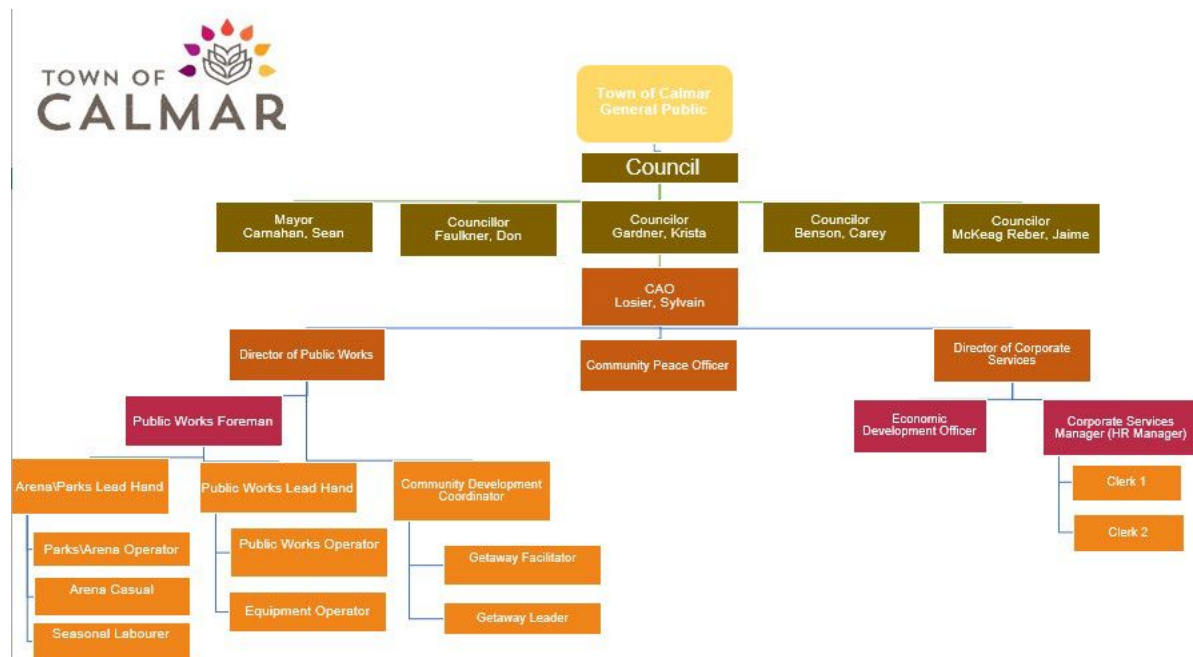 TOWN OF
CALMAR
Town of Calmar
General Public
Council
Mayor
Carnahan, Sean
Councillor
Faulkner, Don
Councilor
Gardner, Krista
Councilor
Benson, Carey
Councilor
McKeag Reber, Jaime
CAO
Losier, Sylvain
Director of Public Works
Community Peace Officer
Director of Corporate
Services
Public Works Foreman
Economic
Development Officer
Corporate Services
Manager (HR Manager)
Arena\Parks Lead Hand
Public Works Lead Hand
Community Development
Coordinator
Clerk 1
Clerk 2
Parks\Arena Operator
Arena Casual
Seasonal Labourer
Public Works Operator
Equipment Operator
Getaway Facilitator
Getaway Leader